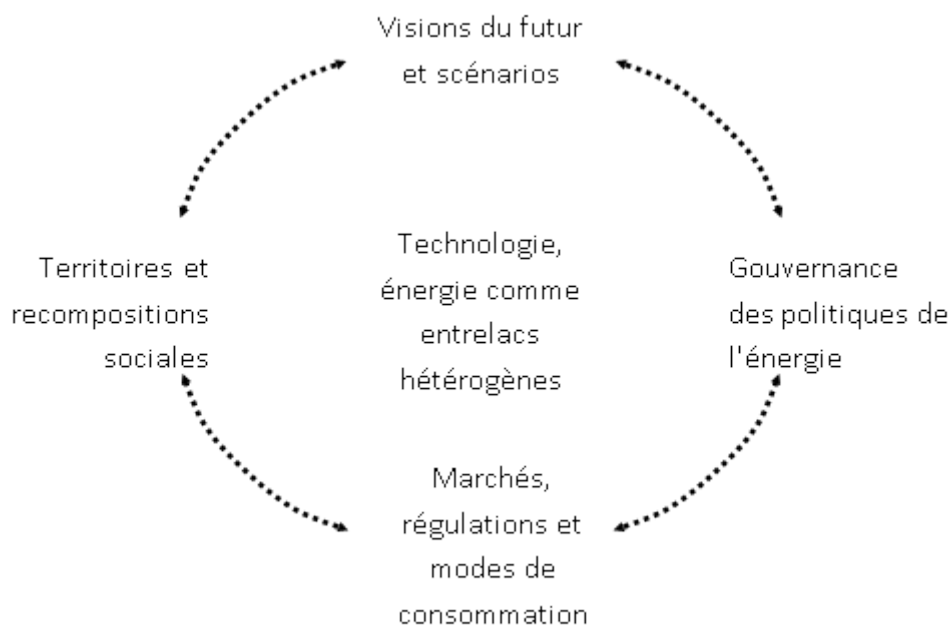 Visions du futur
et scénarios
Territoires et
recompositions
sociales
Technologie,
énergie comme
entrelacs
hétérogènes
Gouvernance
des politiques de
l'énergie
Marchés,
régulations et
modes de
consommation